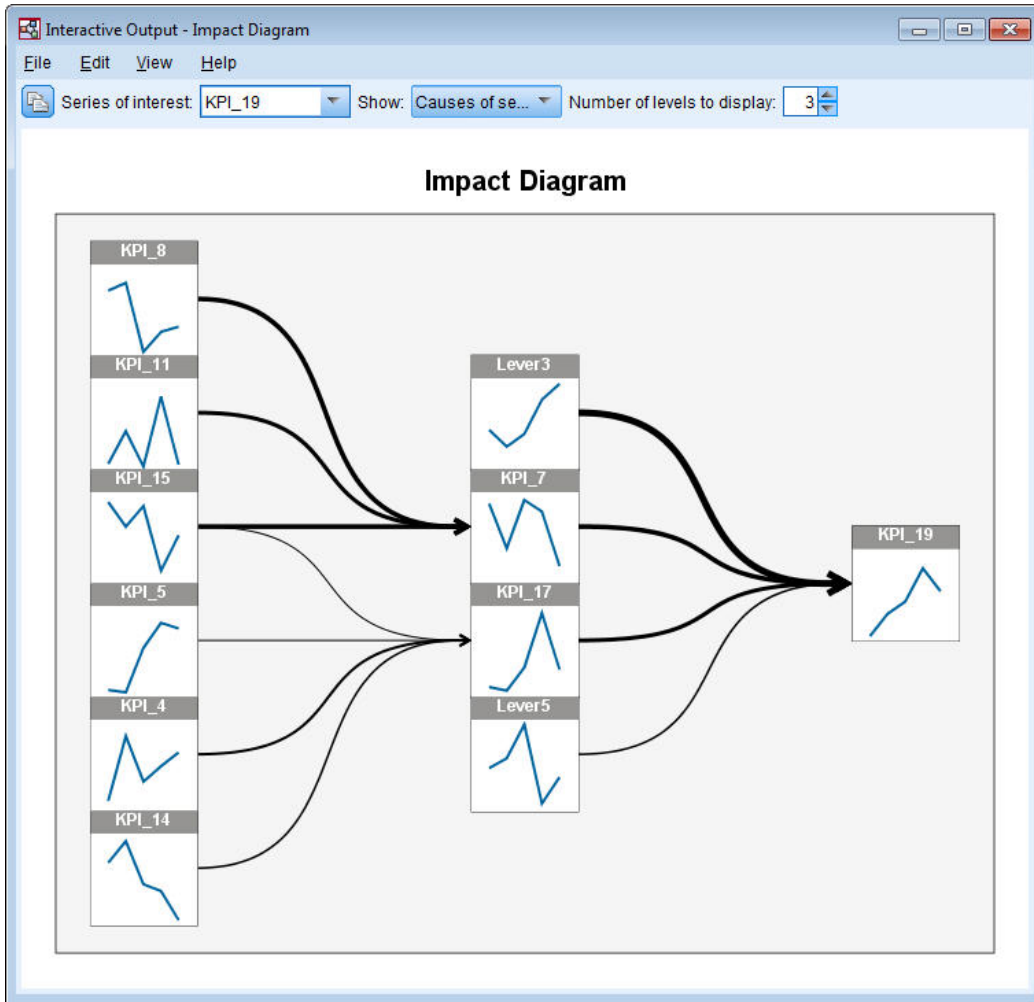 Interactive Output - Impact Diagram
File Edit View Help
Series of interest: KPI_19 Show: Causes of se... Number of levels to display: 3
Impact Diagram
KPI_8
KPI_11
KPI_15
KPI_5
KPI_4
KPI_14
Lever3
KPI_7
KPI_17
Lever5
KPI_19